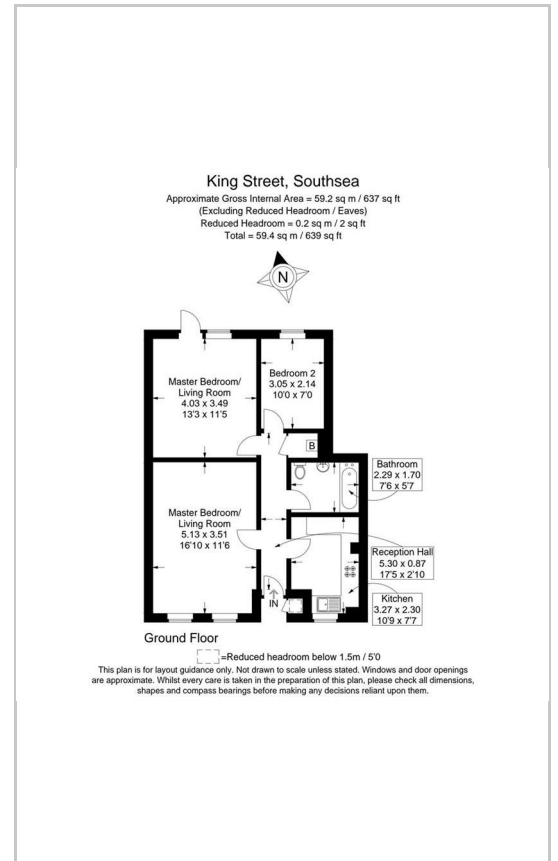 King Street, Southsea
Approximate Gross Internal Area = 59.2 sq m / 637 sq ft
(Excluding Reduced Headroom / Eaves)
Reduced Headroom = 0.2 sq m / 2 sq ft
Total = 59.4 sq m / 639 sq ft
N
Master Bedroom/
Living Room
4.03 x 3.49
13'3 x 11'5
Bedroom 2
3.05 x 2.14
10'0 x 7'0
B
Bathroom
2.29 x 1.70
7'6 x 5'7
Master Bedroom/
Living Room
5.13 x 3.51
16'10 x 11'6
Reception Hall
5.30 x 0.87
17'5 x 2'10
Kitchen
3.27 x 2.30
10'9 x 7'7
IN
Ground Floor
=Reduced headroom below 1.5m / 5'0
This plan is for layout guidance only. Not drawn to scale unless stated. Windows and door openings
are approximate. Whilst every care is taken in the preparation of this plan, please check all dimensions,
shapes and compass bearings before making any decisions reliant upon them.